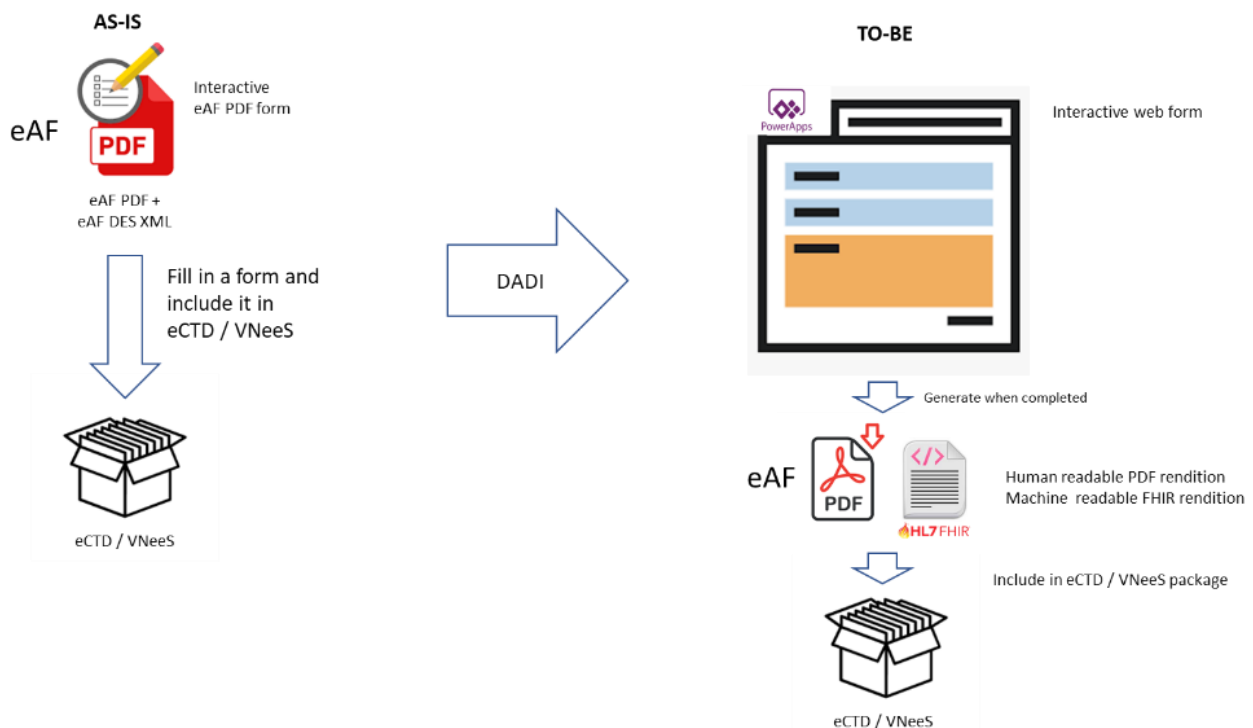 AS-IS
Interactive
eAF PDF form
eAF
PDF
eAF PDF +
eAF DES XML
Fill in a form and
include it in
eCTD / VNeeS
eCTD / VNeeS
DADI
TO-BE
PowerApps
Interactive web form
Generate when completed
eAF
PDF
</>
HL7 FHIR
Human readable PDF rendition
Machine readable FHIR rendition
Include in eCTD / VNeeS package
eCTD / VNeeS